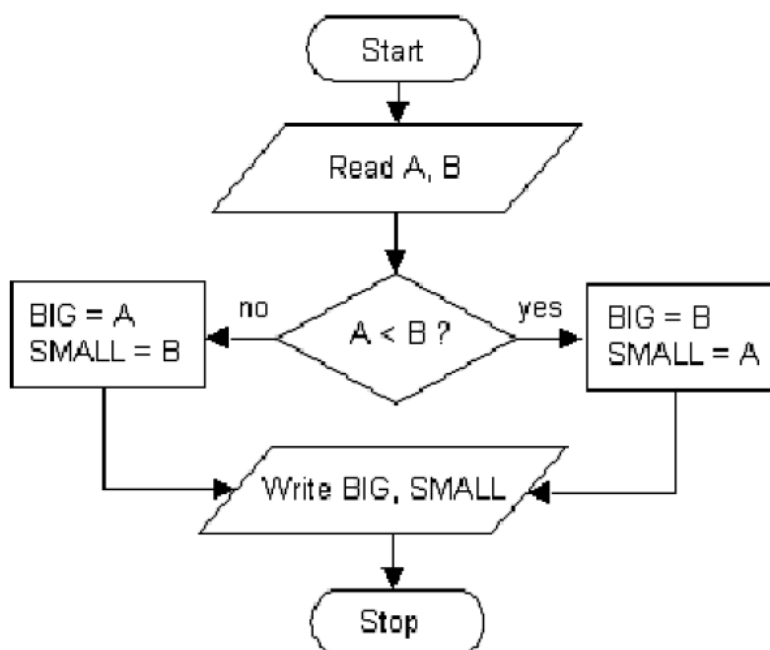 Start
Read A, B
no
A < B ?
yes
BIG = A
SMALL = B
BIG = B
SMALL = A
Write BIG, SMALL
Stop